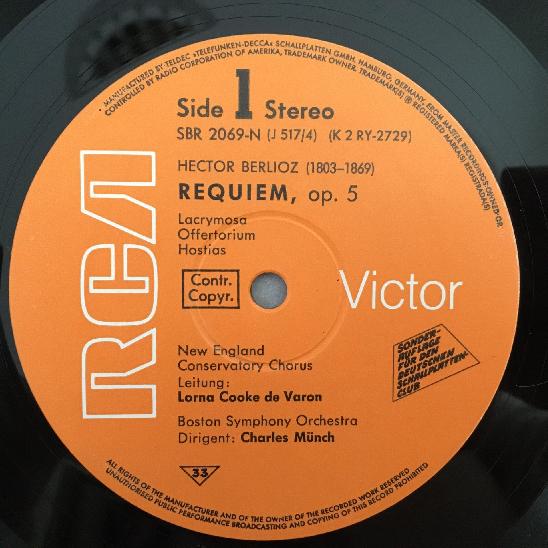 MANUFACTURED BY TELDEC »TELEFUNKEN-DECCA« SCHALLPLATTEN GMBH, HAMBURG, GERMANY, FROM MASTER RECORDINGS OWNED OR
CONTROLLED BY RADIO CORPORATION OF AMERICA, TRADEMARK OWNER. TRADEMARK(S) ® REGISTERED MARCA(S) REGISTRADA(S)
Side 1 Stereo
SBR 2069-N (J 517/4) (K 2 RY-2729)
HECTOR BERLIOZ (1803–1869)
REQUIEM, op. 5
Lacrymosa
Offertorium
Hostias
RCA
Contr.
Copyr.
Victor
New England
Conservatory Chorus
Leitung:
Lorna Cooke de Varon
SONDER-
AUFLAGE
FÜR DEN
DEUTSCHEN
SCHALLPLATTEN-
CLUB
Boston Symphony Orchestra
Dirigent: Charles Münch
33
ALL RIGHTS OF THE MANUFACTURER AND OF THE OWNER OF THE RECORDED WORK RESERVED
UNAUTHORISED PUBLIC PERFORMANCE BROADCASTING AND COPYING OF THIS RECORD PROHIBITED